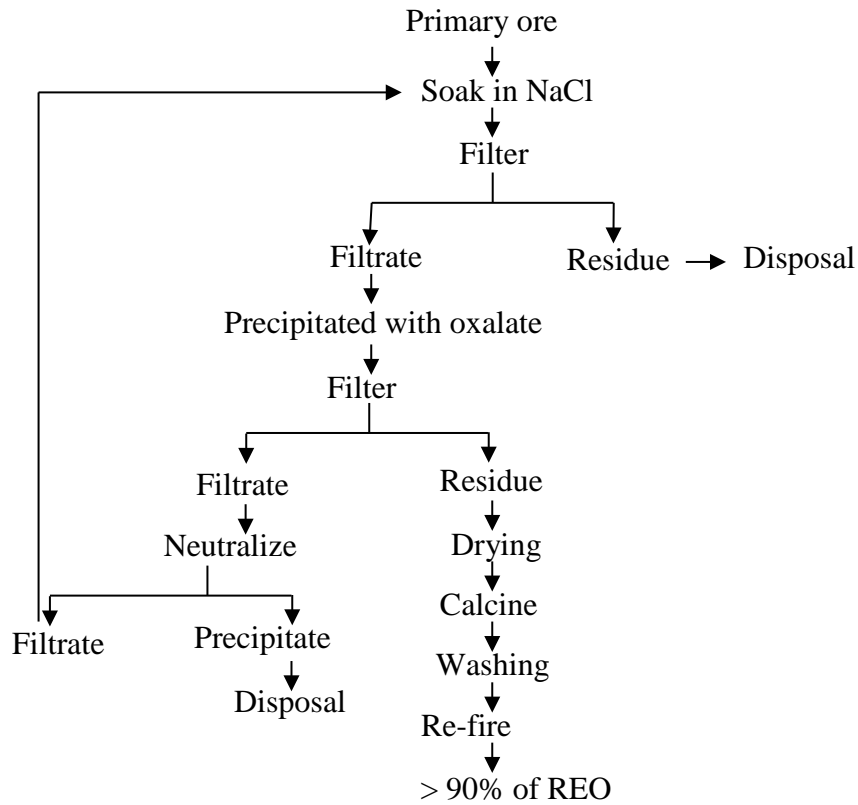 Primary ore
Soak in NaCl
Filter
Filtrate
Residue
Disposal
Precipitated with oxalate
Filter
Filtrate
Residue
Neutralize
Drying
Calcine
Filtrate
Precipitate
Washing
Disposal
Re-fire
> 90% of REO